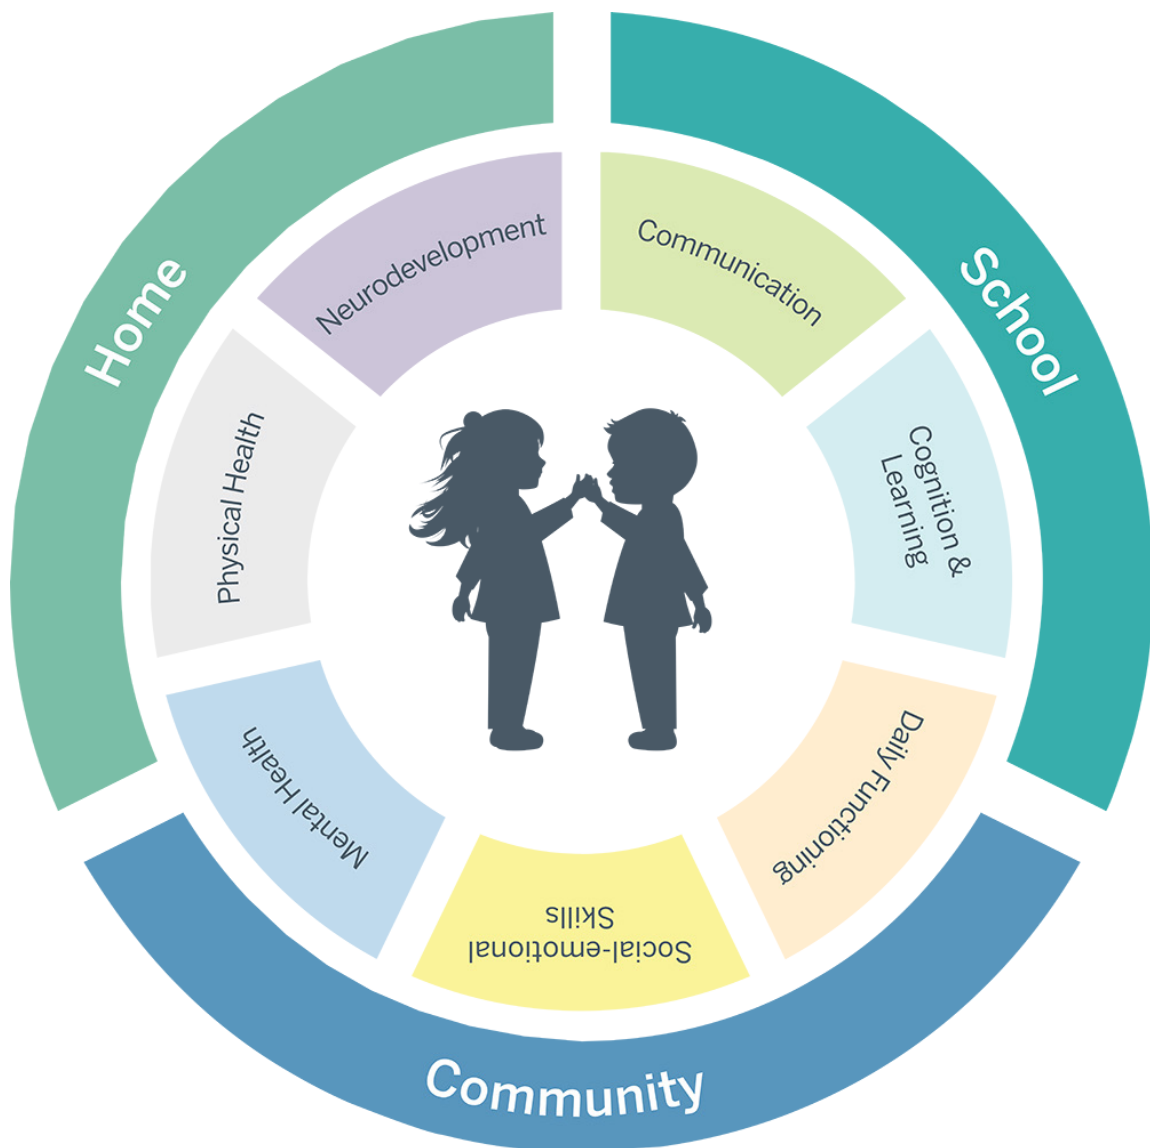 Home
School
Community
Neurodevelopment
Communication
Cognition &
Learning
Daily Functioning
Social-emotional
Skills
Mental Health
Physical Health